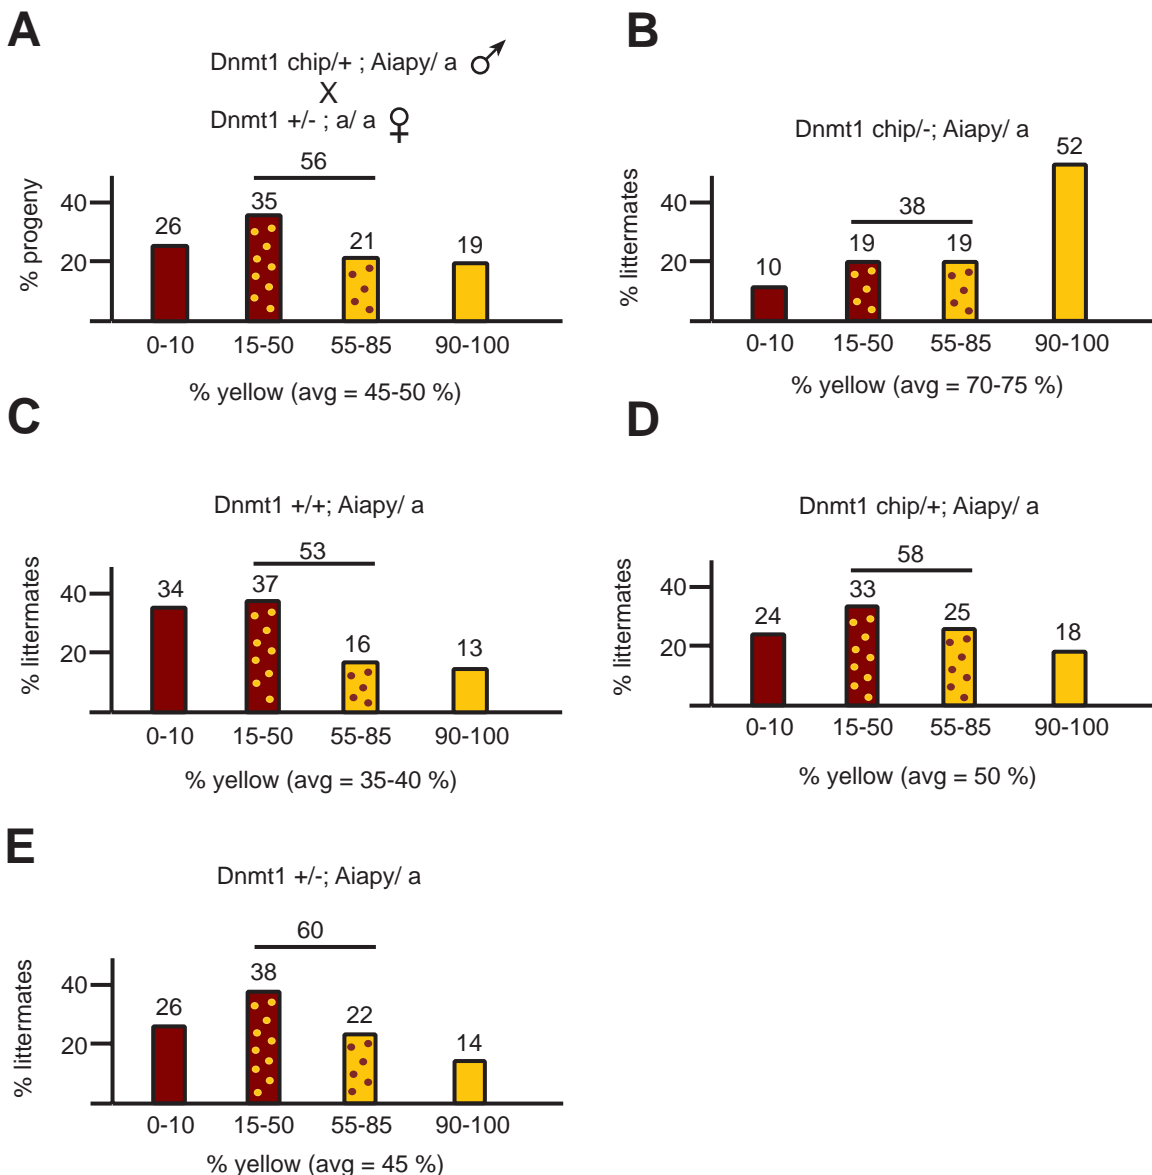 A
Dnmt1 chip/+ ; Aiapy/ a ♂
X
Dnmt1 +/- ; a/ a ♀
56
% progeny
40
20
26
35
21
19
0-10
15-50
55-85
90-100
% yellow (avg = 45-50 %)
B
Dnmt1 chip/-; Aiapy/ a
38
% littermates
40
20
10
19
19
52
0-10
15-50
55-85
90-100
% yellow (avg = 70-75 %)
C
Dnmt1 +/+; Aiapy/ a
53
% littermates
40
20
34
37
16
13
0-10
15-50
55-85
90-100
% yellow (avg = 35-40 %)
D
Dnmt1 chip/+; Aiapy/ a
58
% littermates
40
20
24
33
25
18
0-10
15-50
55-85
90-100
% yellow (avg = 50 %)
E
Dnmt1 +/-; Aiapy/ a
60
% littermates
40
20
26
38
22
14
0-10
15-50
55-85
90-100
% yellow (avg = 45 %)